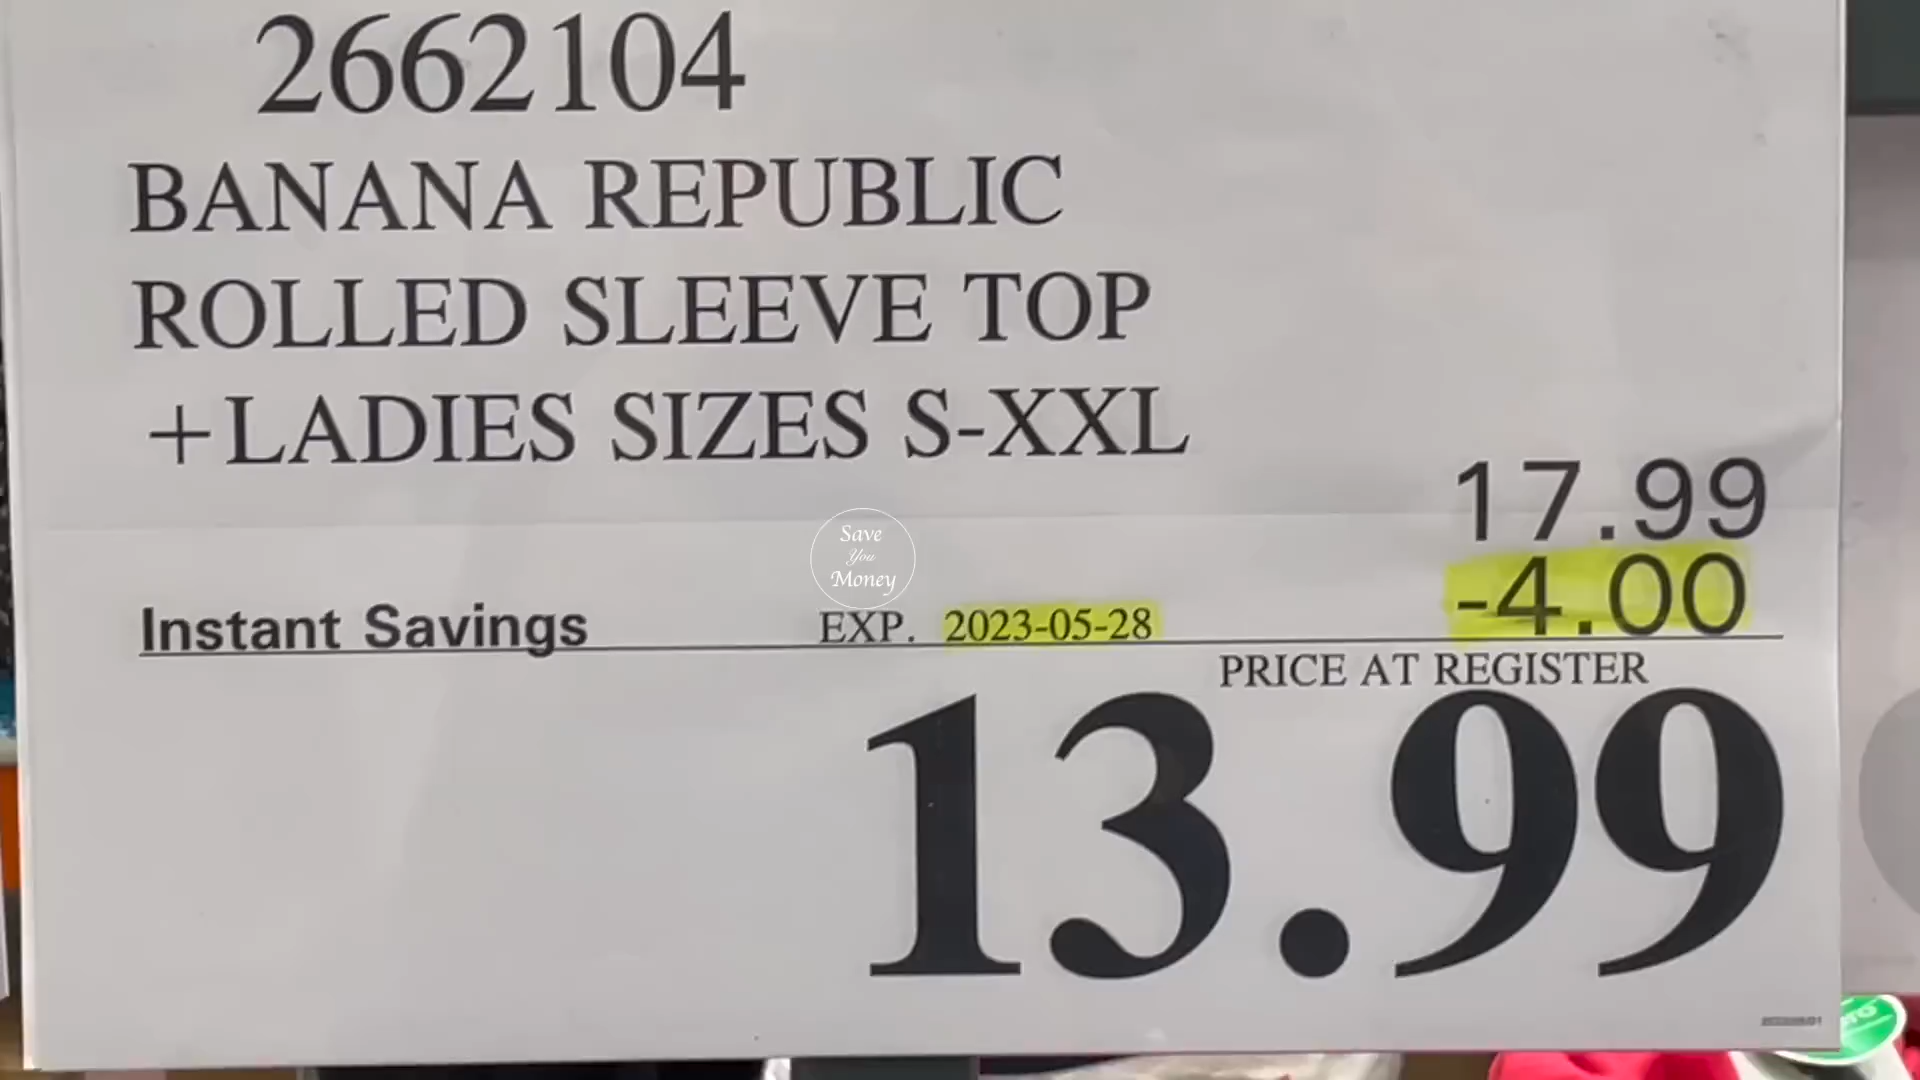 2662104
BANANA REPUBLIC
ROLLED SLEEVE TOP
+LADIES SIZES S-XXL
17.99
Save
You
Money
-4.00
Instant Savings EXP. 2023-05-28
PRICE AT REGISTER
13.99